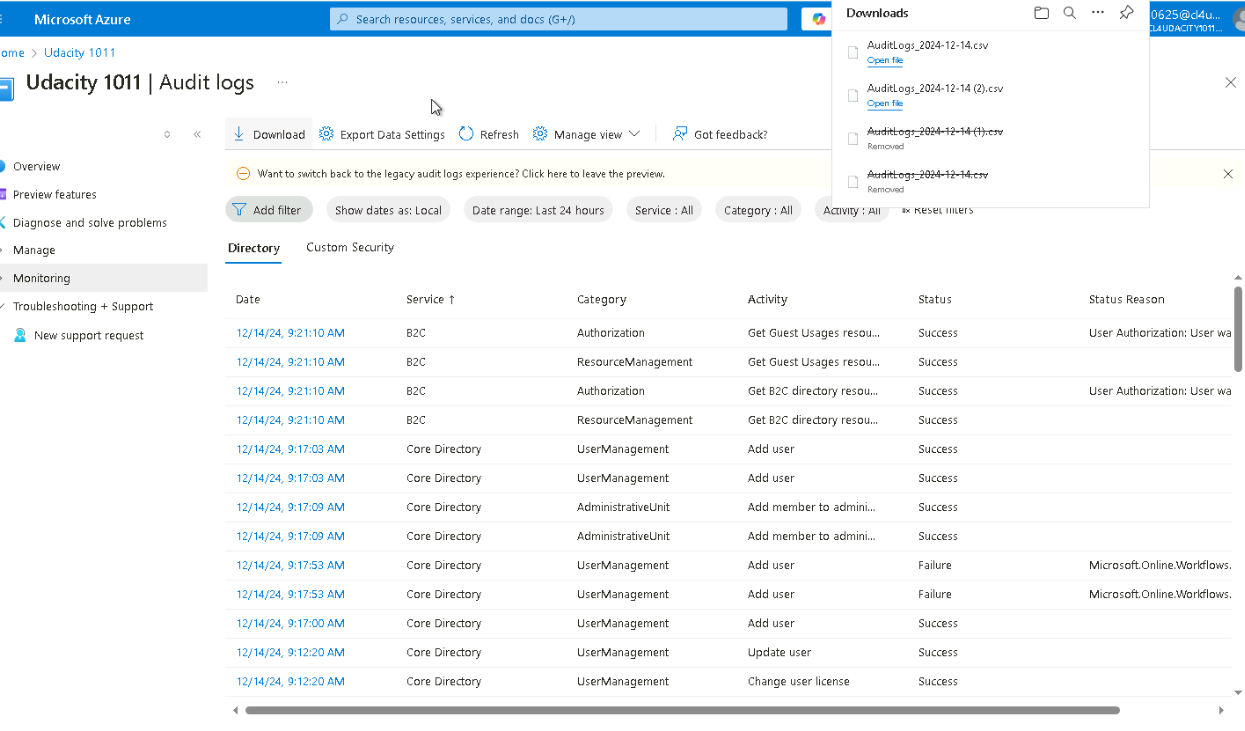 Microsoft Azure
Search resources, services, and docs (G+/)
0625@cl4u...
CL4UDACITY1011...
Downloads
AuditLogs_2024-12-14.csv
Open file
AuditLogs_2024-12-14 (2).csv
Open file
AuditLogs_2024-12-14 (1).csv
Removed
AuditLogs_2024-12-14.csv
Removed
ome > Udacity 1011
Udacity 1011 | Audit logs ...
Download Export Data Settings Refresh Manage view Got feedback?
Want to switch back to the legacy audit logs experience? Click here to leave the preview.
Add filter Show dates as: Local Date range: Last 24 hours Service : All Category : All Activity : All Reset filters
Overview
Preview features
Diagnose and solve problems
Manage
Monitoring
Troubleshooting + Support
New support request
Directory Custom Security
Date Service ↑ Category Activity Status Status Reason
12/14/24, 9:21:10 AM B2C Authorization Get Guest Usages resou... Success User Authorization: User wa
12/14/24, 9:21:10 AM B2C ResourceManagement Get Guest Usages resou... Success
12/14/24, 9:21:10 AM B2C Authorization Get B2C directory resou... Success User Authorization: User wa
12/14/24, 9:21:10 AM B2C ResourceManagement Get B2C directory resou... Success
12/14/24, 9:17:03 AM Core Directory UserManagement Add user Success
12/14/24, 9:17:03 AM Core Directory UserManagement Add user Success
12/14/24, 9:17:09 AM Core Directory AdministrativeUnit Add member to admini... Success
12/14/24, 9:17:09 AM Core Directory AdministrativeUnit Add member to admini... Success
12/14/24, 9:17:53 AM Core Directory UserManagement Add user Failure Microsoft.Online.Workflows.
12/14/24, 9:17:53 AM Core Directory UserManagement Add user Failure Microsoft.Online.Workflows.
12/14/24, 9:17:00 AM Core Directory UserManagement Add user Success
12/14/24, 9:12:20 AM Core Directory UserManagement Update user Success
12/14/24, 9:12:20 AM Core Directory UserManagement Change user license Success